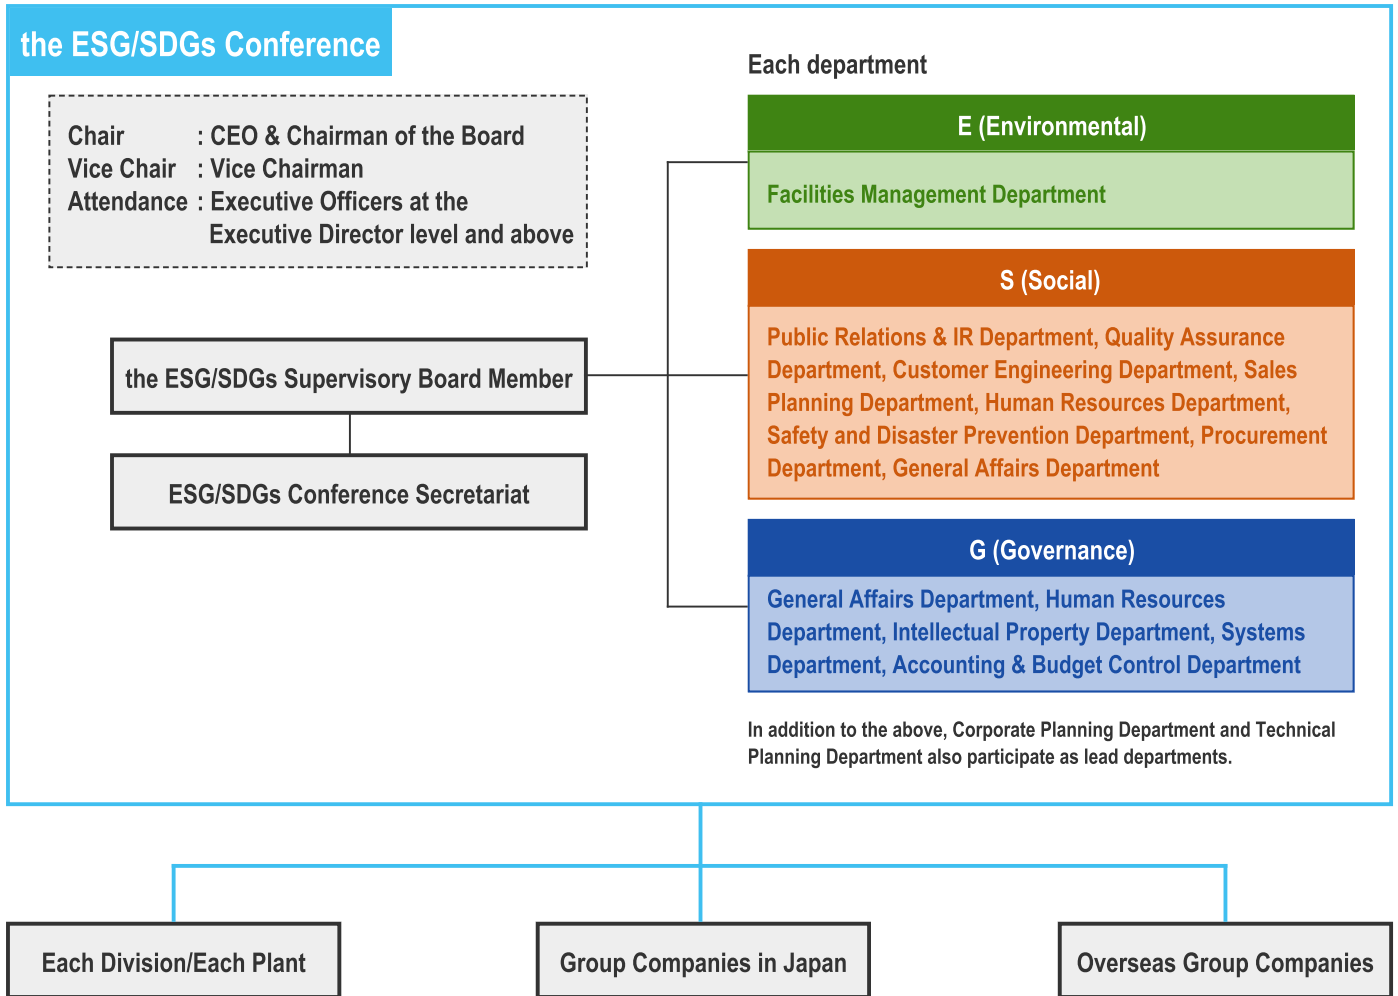 the ESG/SDGs Conference
Chair : CEO & Chairman of the Board
Vice Chair : Vice Chairman
Attendance : Executive Officers at the
Executive Director level and above
the ESG/SDGs Supervisory Board Member
ESG/SDGs Conference Secretariat
Each department
E (Environmental)
Facilities Management Department
S (Social)
Public Relations & IR Department, Quality Assurance
Department, Customer Engineering Department, Sales
Planning Department, Human Resources Department,
Safety and Disaster Prevention Department, Procurement
Department, General Affairs Department
G (Governance)
General Affairs Department, Human Resources
Department, Intellectual Property Department, Systems
Department, Accounting & Budget Control Department
In addition to the above, Corporate Planning Department and Technical
Planning Department also participate as lead departments.
Each Division/Each Plant
Group Companies in Japan
Overseas Group Companies